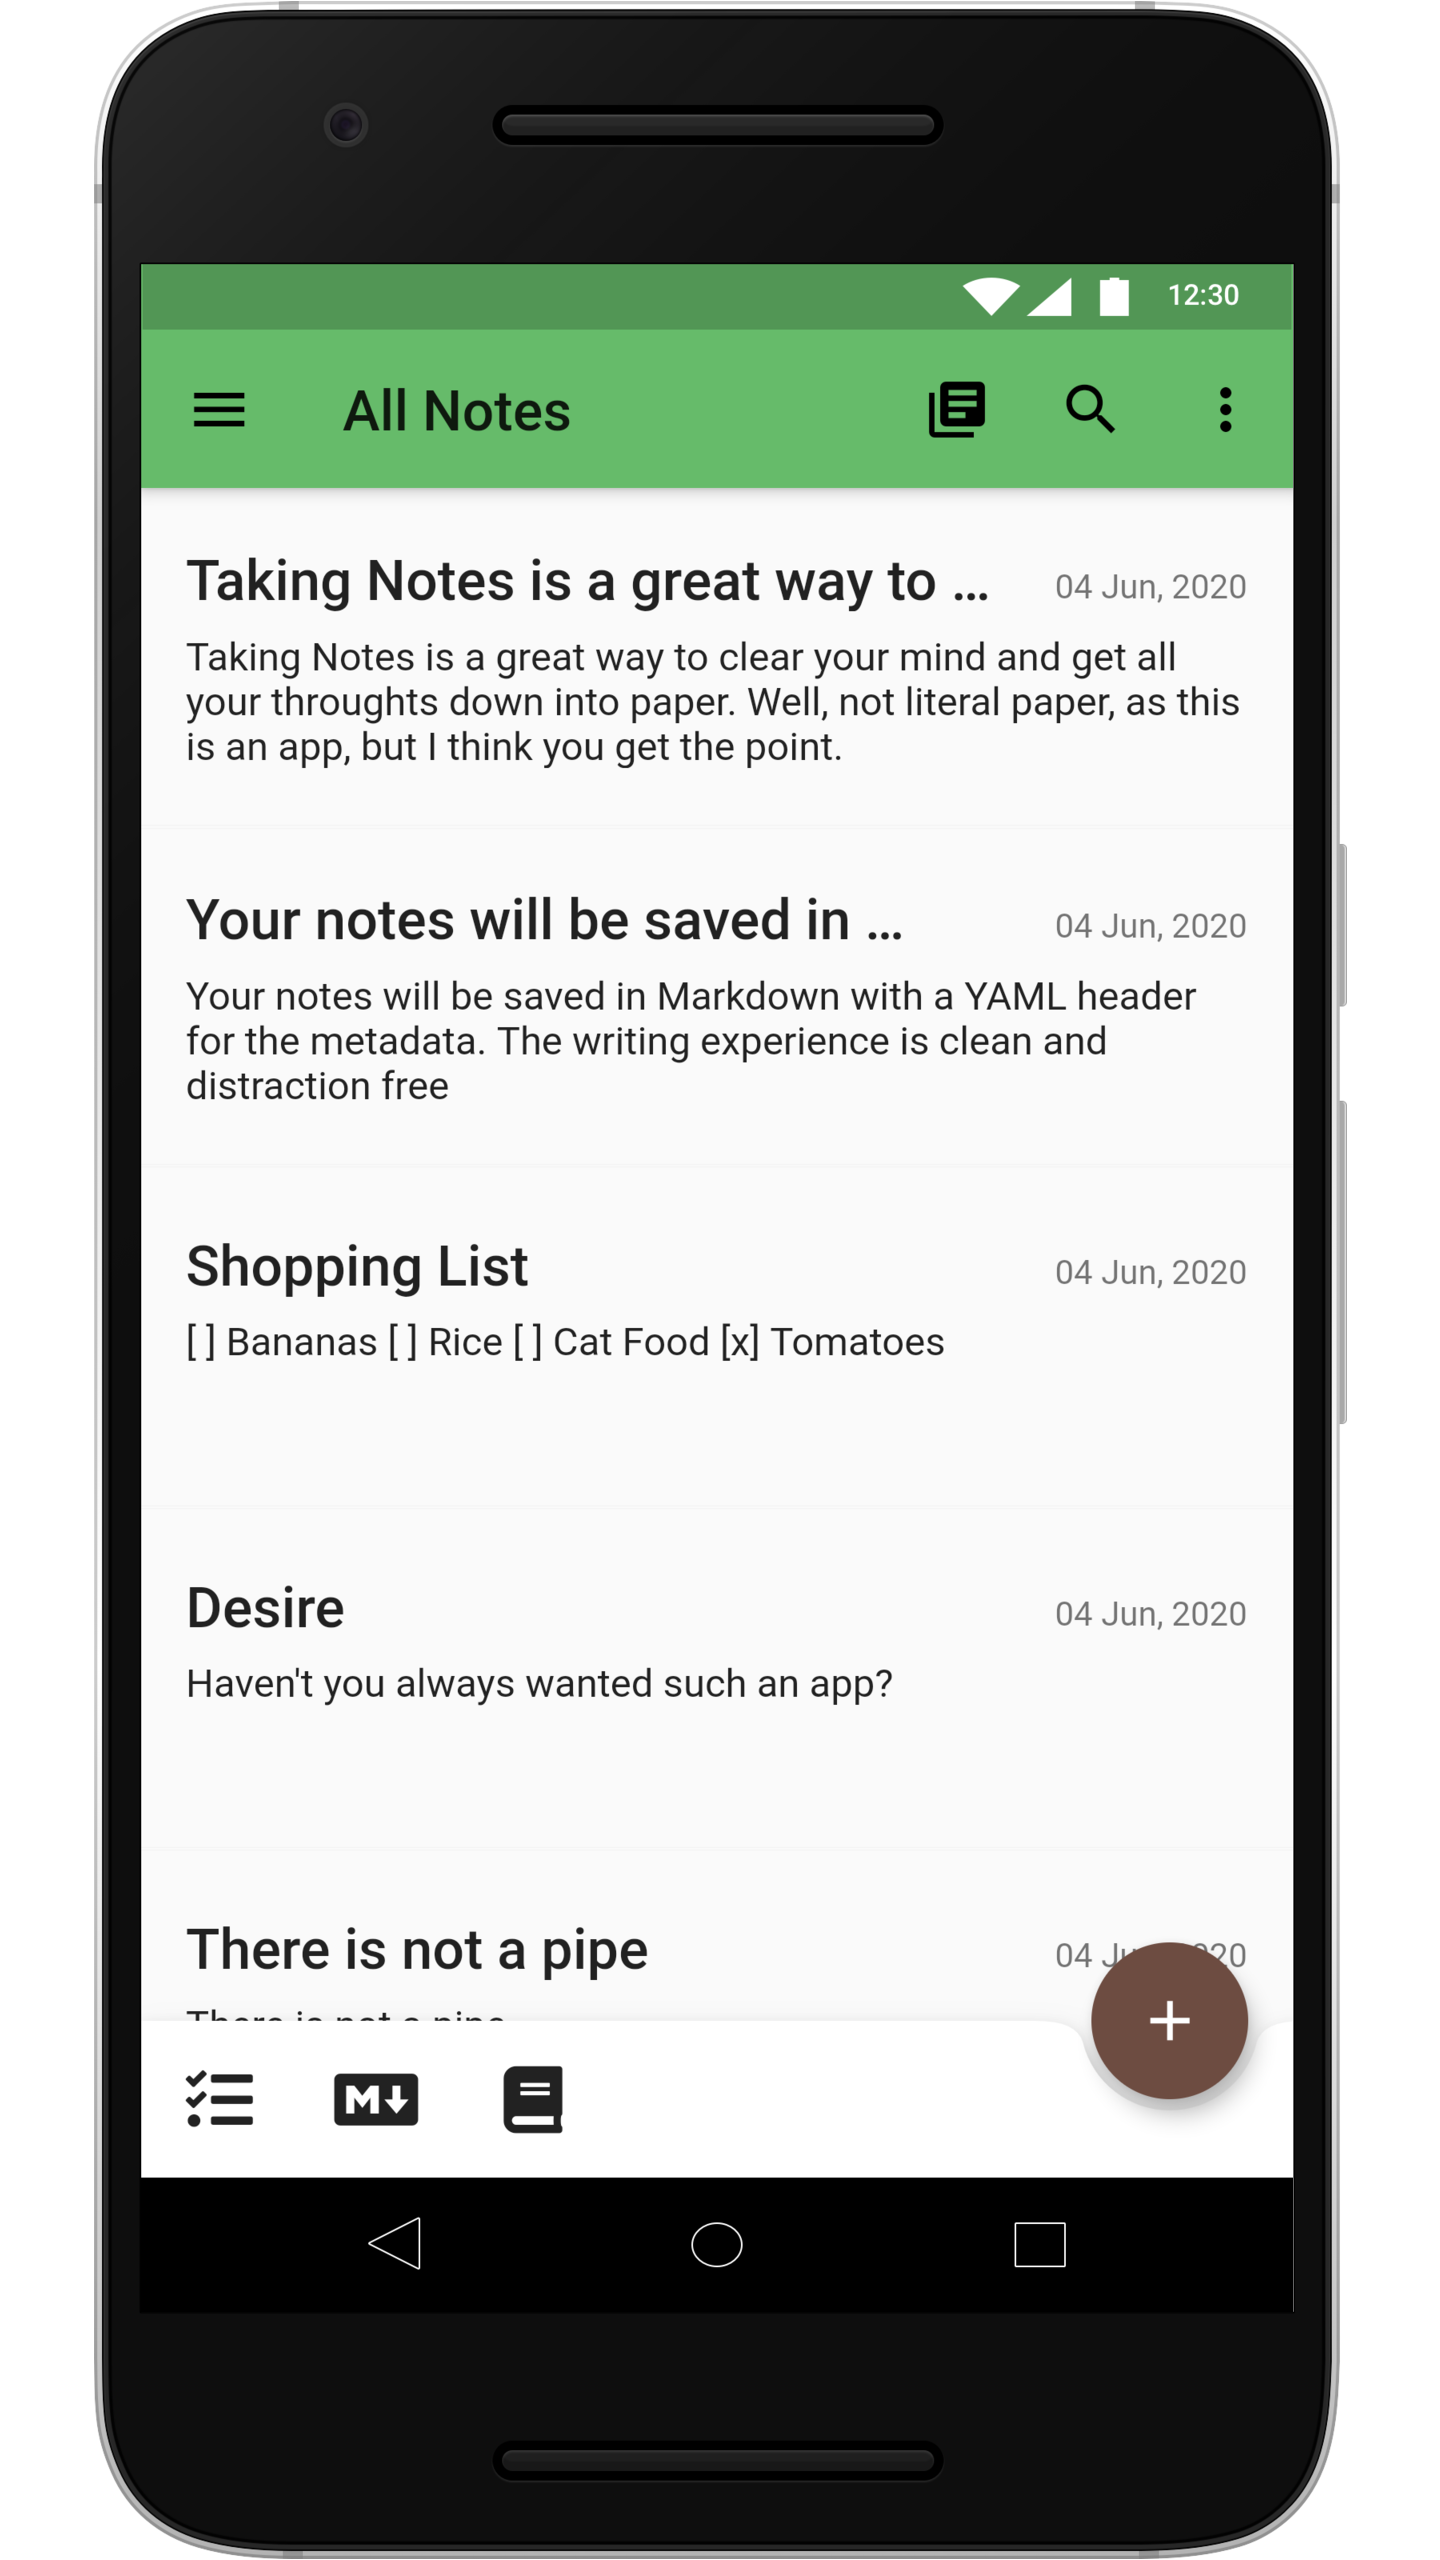 12:30
All Notes
Taking Notes is a great way to ...
04 Jun, 2020
Taking Notes is a great way to clear your mind and get all
your throughts down into paper. Well, not literal paper, as this
is an app, but I think you get the point.
Your notes will be saved in ...
04 Jun, 2020
Your notes will be saved in Markdown with a YAML header
for the metadata. The writing experience is clean and
distraction free
Shopping List
04 Jun, 2020
[ ] Bananas [ ] Rice [ ] Cat Food [x] Tomatoes
Desire
04 Jun, 2020
Haven't you always wanted such an app?
There is not a pipe
04 20
There is not a pipe
M